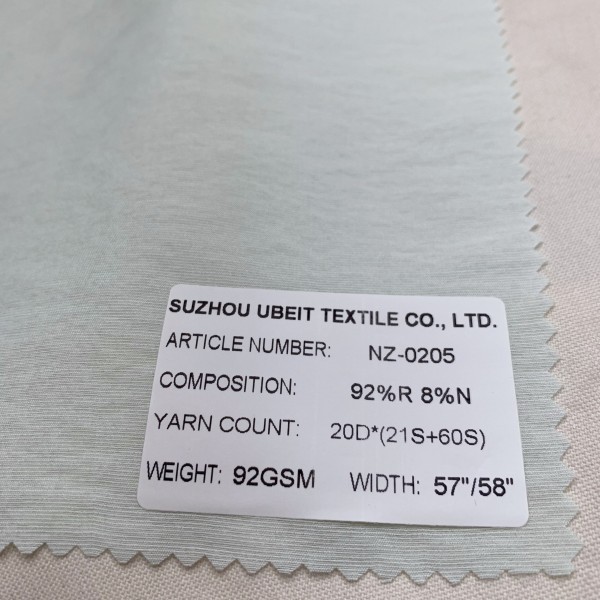 SUZHOU UBEIT TEXTILE CO., LTD.
ARTICLE NUMBER: NZ-0205
COMPOSITION: 92%R 8%N
YARN COUNT: 20D*(21S+60S)
WEIGHT: 92GSM WIDTH: 57"/58"